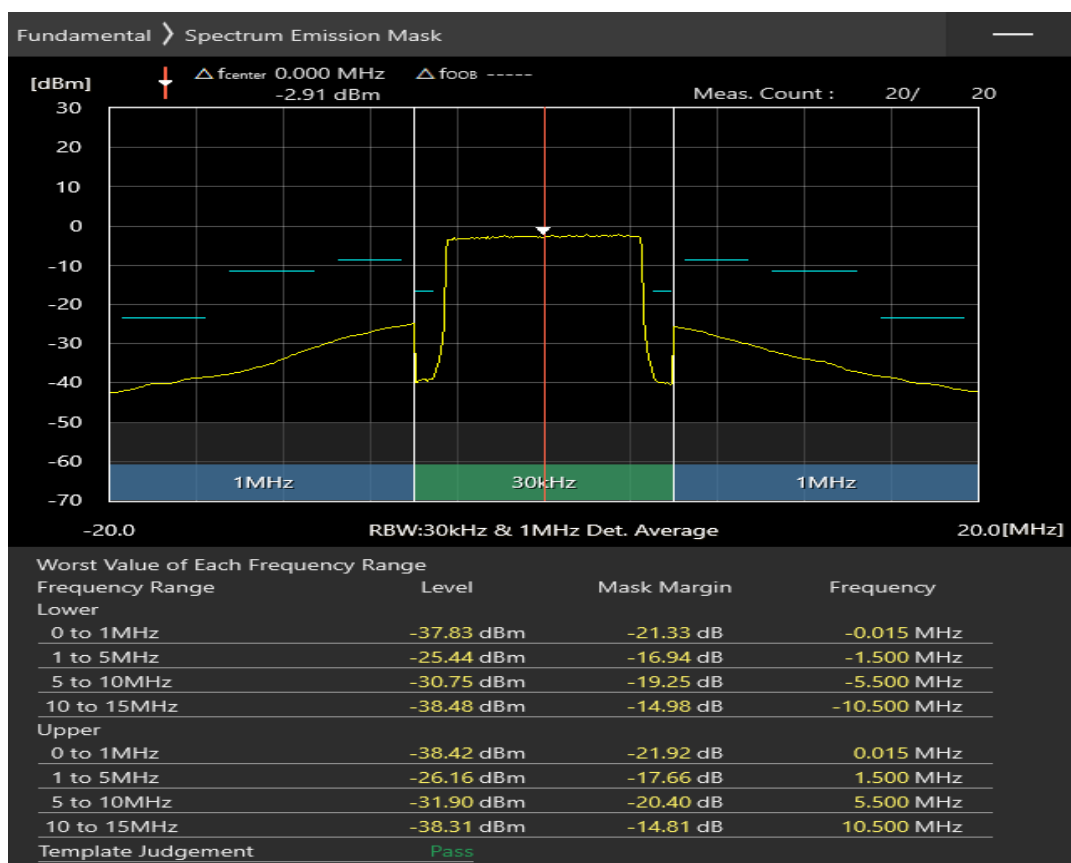 Fundamental ❯ Spectrum Emission Mask
[dBm] △ fcenter 0.000 MHz △ fOOB -----
-2.91 dBm Meas. Count : 20/ 20
30
20
10
0
-10
-20
-30
-40
-50
-60
1MHz 30kHz 1MHz
-70
-20.0 RBW:30kHz & 1MHz Det. Average 20.0[MHz]
Worst Value of Each Frequency Range
Frequency Range Level Mask Margin Frequency
Lower
0 to 1MHz -37.83 dBm -21.33 dB -0.015 MHz
1 to 5MHz -25.44 dBm -16.94 dB -1.500 MHz
5 to 10MHz -30.75 dBm -19.25 dB -5.500 MHz
10 to 15MHz -38.48 dBm -14.98 dB -10.500 MHz
Upper
0 to 1MHz -38.42 dBm -21.92 dB 0.015 MHz
1 to 5MHz -26.16 dBm -17.66 dB 1.500 MHz
5 to 10MHz -31.90 dBm -20.40 dB 5.500 MHz
10 to 15MHz -38.31 dBm -14.81 dB 10.500 MHz
Template Judgement Pass